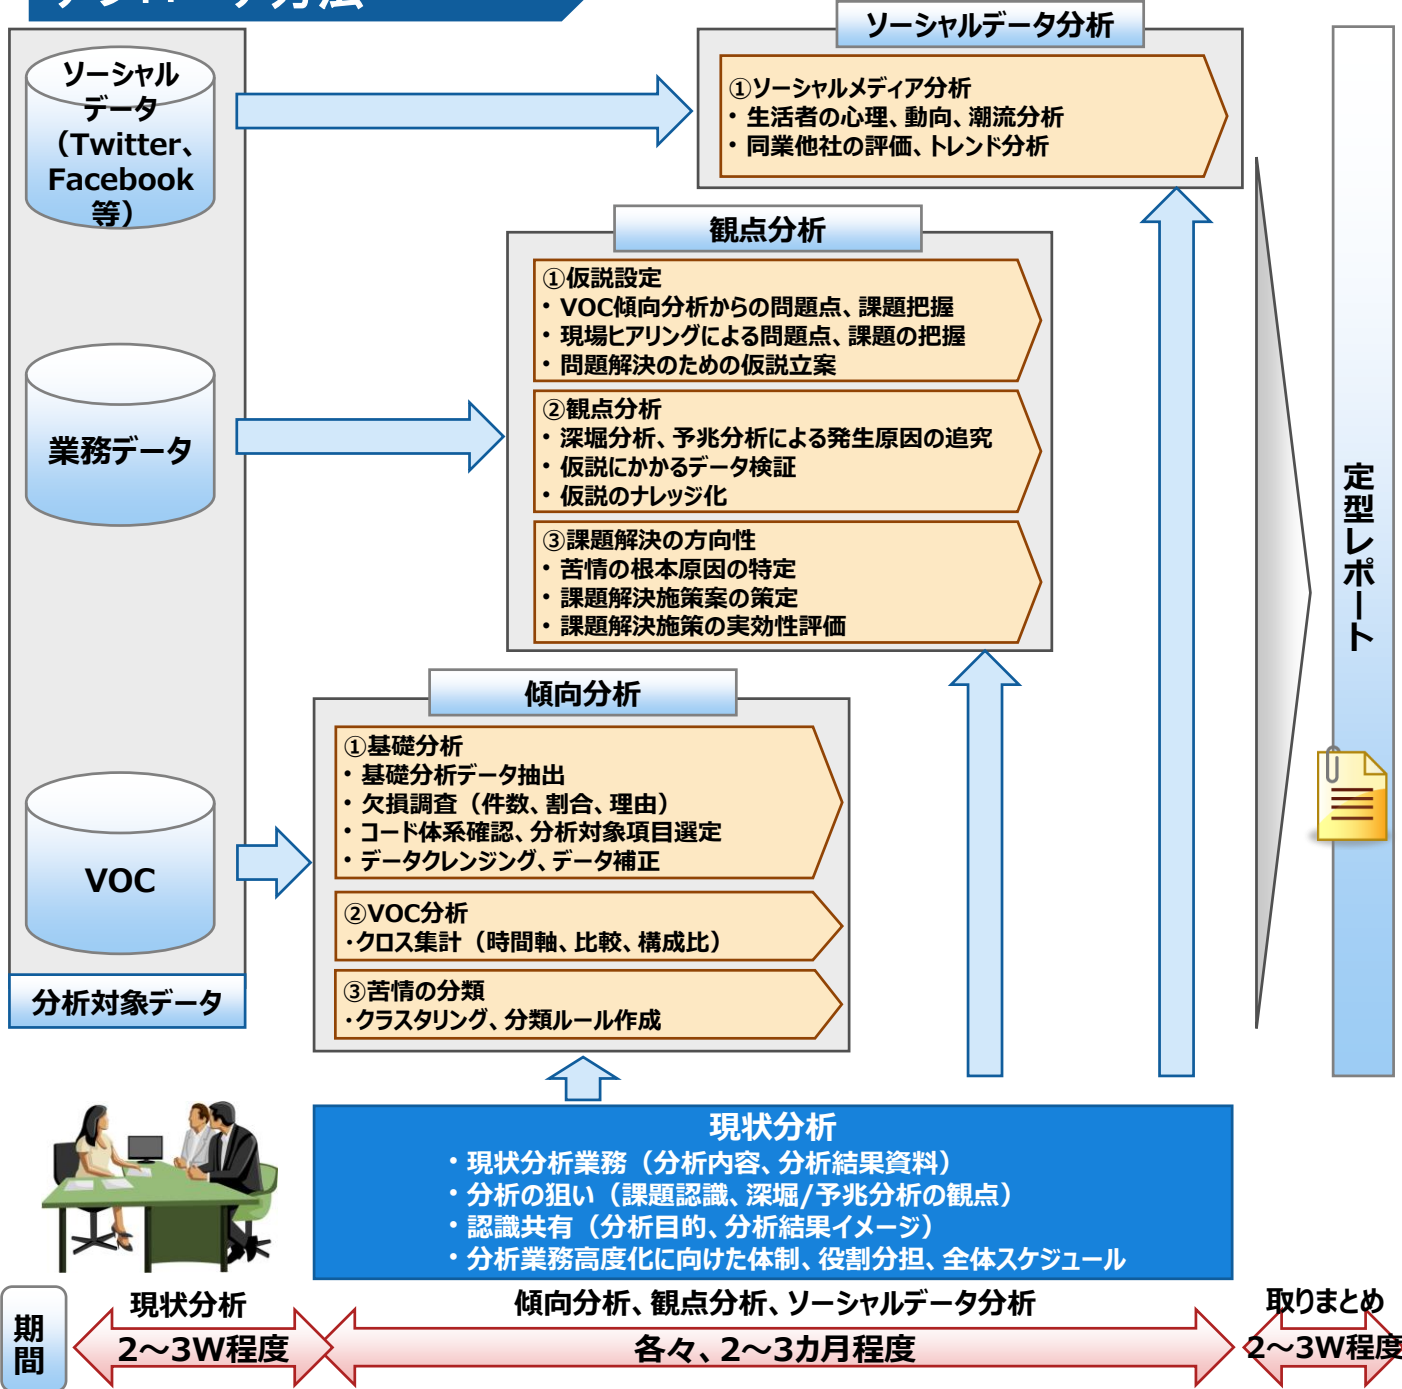 アプローチ方法
ソーシャル
データ
（Twitter、
Facebook
等）
業務データ
VOC
分析対象データ
ソーシャルデータ分析
①ソーシャルメディア分析
・生活者の心理、動向、潮流分析
・同業他社の評価、トレンド分析
観点分析
①仮説設定
・VOC傾向分析からの問題点、課題把握
・現場ヒアリングによる問題点、課題の把握
・問題解決のための仮説立案
②観点分析
・深堀分析、予兆分析による発生原因の追究
・仮説にかかるデータ検証
・仮説のナレッジ化
③課題解決の方向性
・苦情の根本原因の特定
・課題解決施策案の策定
・課題解決施策の実効性評価
傾向分析
①基礎分析
・基礎分析データ抽出
・欠損調査（件数、割合、理由）
・コード体系確認、分析対象項目選定
・データクレンジング、データ補正
②VOC分析
・クロス集計（時間軸、比較、構成比）
③苦情の分類
・クラスタリング、分類ルール作成
定型レポート
現状分析
・現状分析業務（分析内容、分析結果資料）
・分析の狙い（課題認識、深堀/予兆分析の観点）
・認識共有（分析目的、分析結果イメージ）
・分析業務高度化に向けた体制、役割分担、全体スケジュール
期間
現状分析
2～3W程度
傾向分析、観点分析、ソーシャルデータ分析
各々、2～3カ月程度
取りまとめ
2～3W程度